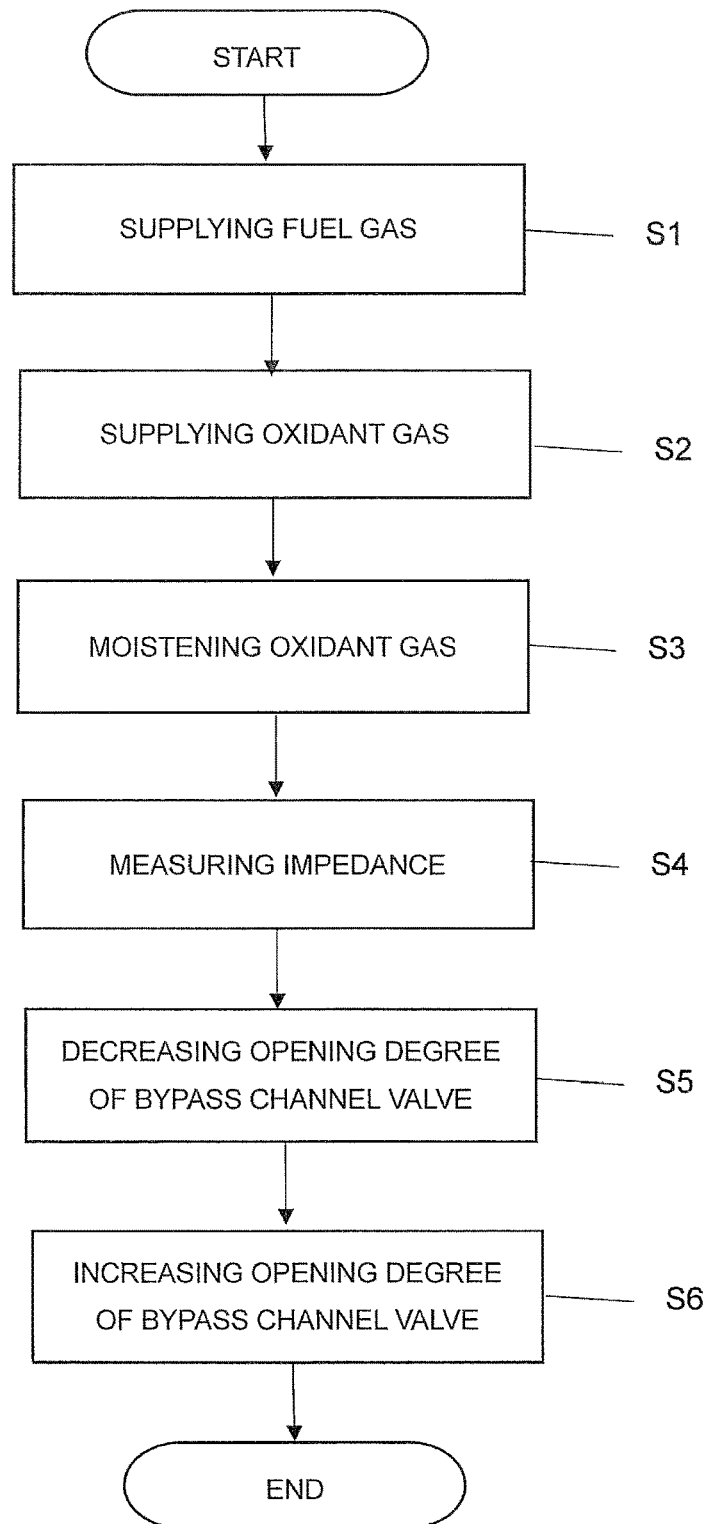 START
SUPPLYING FUEL GAS
S1
SUPPLYING OXIDANT GAS
S2
MOISTENING OXIDANT GAS
S3
MEASURING IMPEDANCE
S4
DECREASING OPENING DEGREE
OF BYPASS CHANNEL VALVE
S5
INCREASING OPENING DEGREE
OF BYPASS CHANNEL VALVE
S6
END